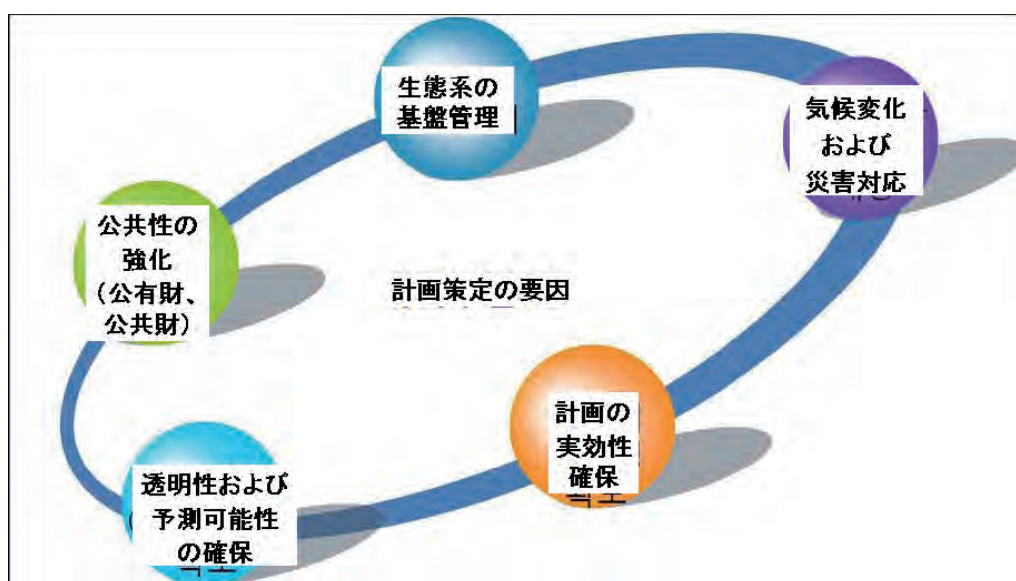 生態系の
基盤管理
気候変化
および
災害対応
公共性の
強化
（公有財、
公共財）
計画策定の要因
計画の
実効性
確保
透明性および
予測可能性
の確保